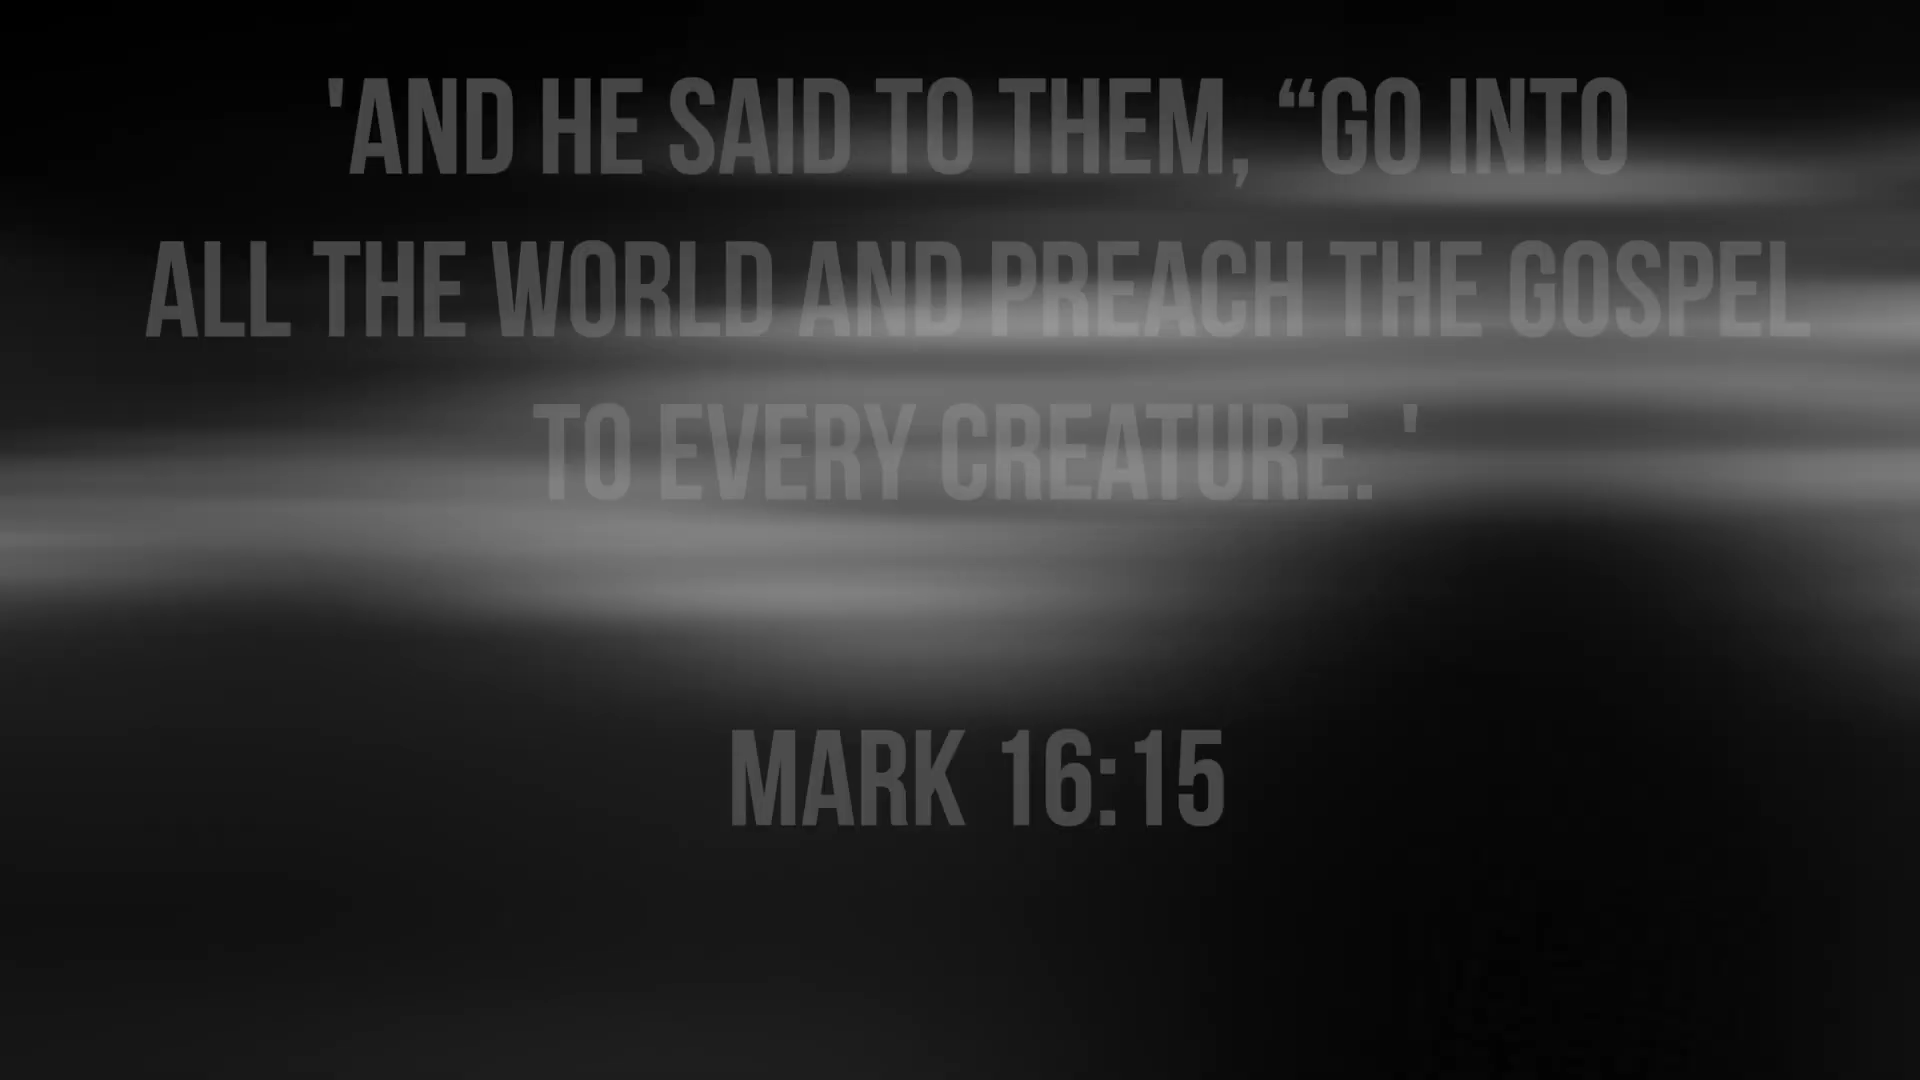 'AND HE SAID TO THEM, “GO INTO
ALL THE WORLD AND PREACH THE GOSPEL
TO EVERY CREATURE. '
MARK 16:15